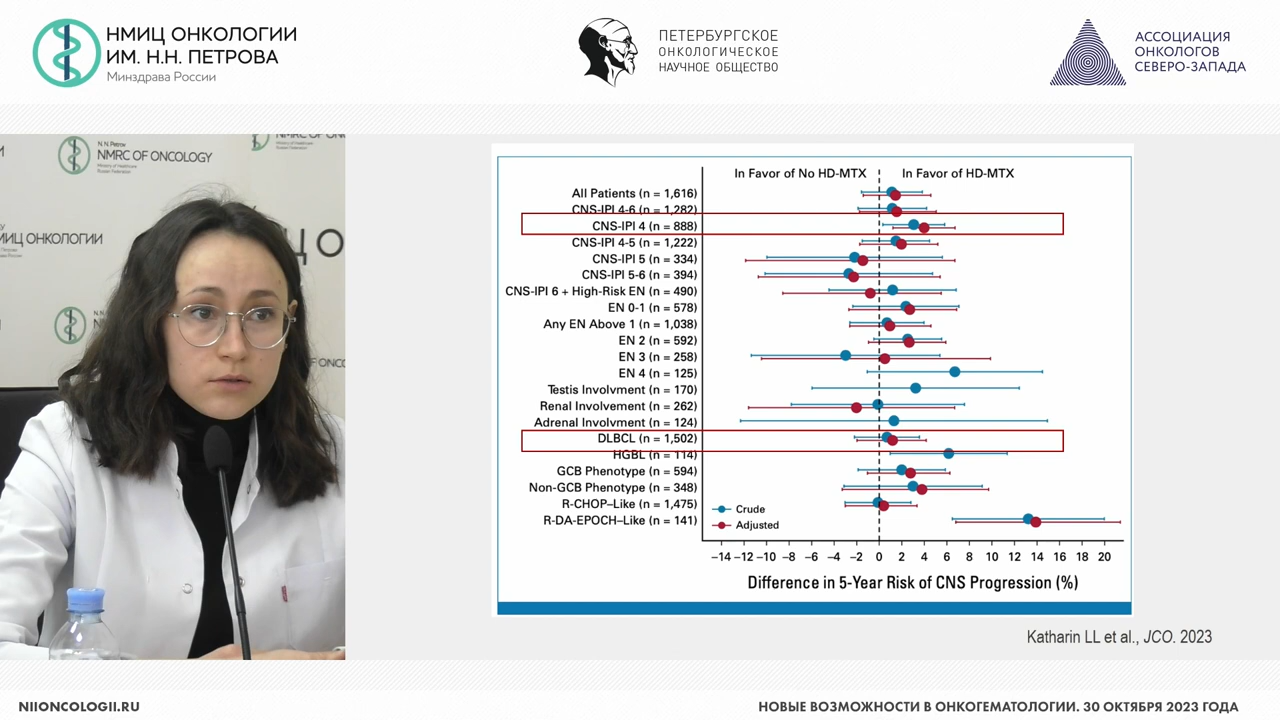 НМИЦ ОНКОЛОГИИ
ИМ. Н.Н. ПЕТРОВА
Минздрава России
ПЕТЕРБУРГСКОЕ
ОНКОЛОГИЧЕСКОЕ
НАУЧНОЕ ОБЩЕСТВО
АССОЦИАЦИЯ
ОНКОЛОГОВ
СЕВЕРО-ЗАПАДА
N.N. Petrov
NMRC OF ONCOLOGY
Ministry of Healthcare
Russian Federation
МИЦ ОНКОЛОГИИ
In Favor of No HD-MTX
In Favor of HD-MTX
All Patients (n = 1,616)
CNS-IPI 4-6 (n = 1,282)
CNS-IPI 4 (n = 888)
CNS-IPI 4-5 (n = 1,222)
CNS-IPI 5 (n = 334)
CNS-IPI 5-6 (n = 394)
CNS-IPI 6 + High-Risk EN (n = 490)
EN 0-1 (n = 578)
Any EN Above 1 (n = 1,038)
EN 2 (n = 592)
EN 3 (n = 258)
EN 4 (n = 125)
Testis Involvment (n = 170)
Renal Involvement (n = 262)
Adrenal Involvment (n = 124)
DLBCL (n = 1,502)
HGBL (n = 114)
GCB Phenotype (n = 594)
Non-GCB Phenotype (n = 348)
R-CHOP–Like (n = 1,475)
R-DA-EPOCH–Like (n = 141)
Crude
Adjusted
–14 –12 –10 –8 –6 –4 –2 0 2 4 6 8 10 12 14 16 18 20
Difference in 5-Year Risk of CNS Progression (%)
Katharin LL et al., JCO. 2023
NIIONCOLOGII.RU
НОВЫЕ ВОЗМОЖНОСТИ В ОНКОГЕМАТОЛОГИИ. 30 ОКТЯБРЯ 2023 ГОДА